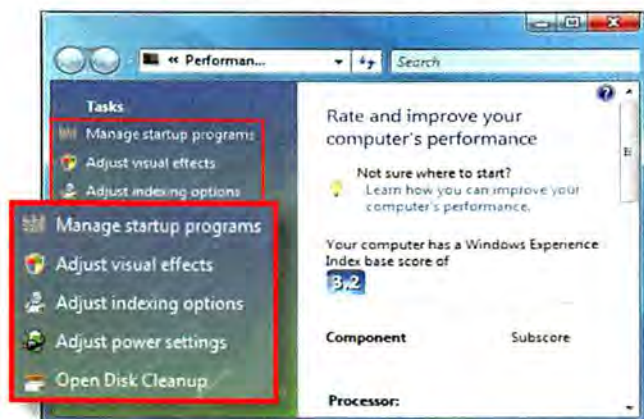 « Performan...
Search
Tasks
Manage startup programs
Adjust visual effects
Adjust indexing options
Manage startup programs
Adjust visual effects
Adjust indexing options
Adjust power settings
Open Disk Cleanup
Rate and improve your
computer's performance
Not sure where to start?
Learn how you can improve your
computer's performance.
Your computer has a Windows Experience
Index base score of
3,2
Component Subscore
Processor: